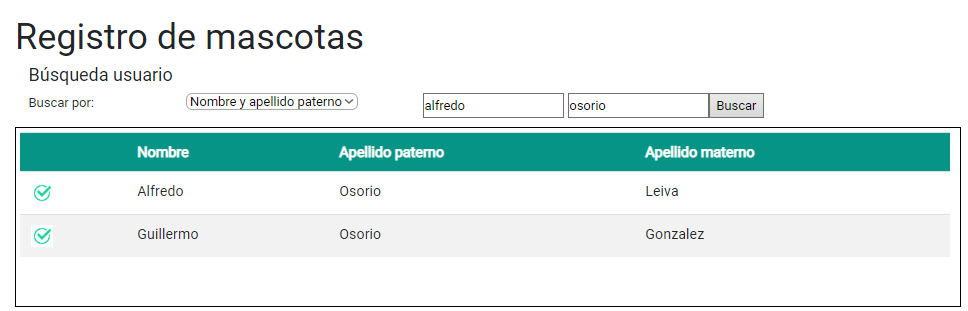 Registro de mascotas
Búsqueda usuario
Buscar por: Nombre y apellido paterno alfredo osorio Buscar
Nombre Apellido paterno Apellido materno
Alfredo Osorio Leiva
Guillermo Osorio Gonzalez